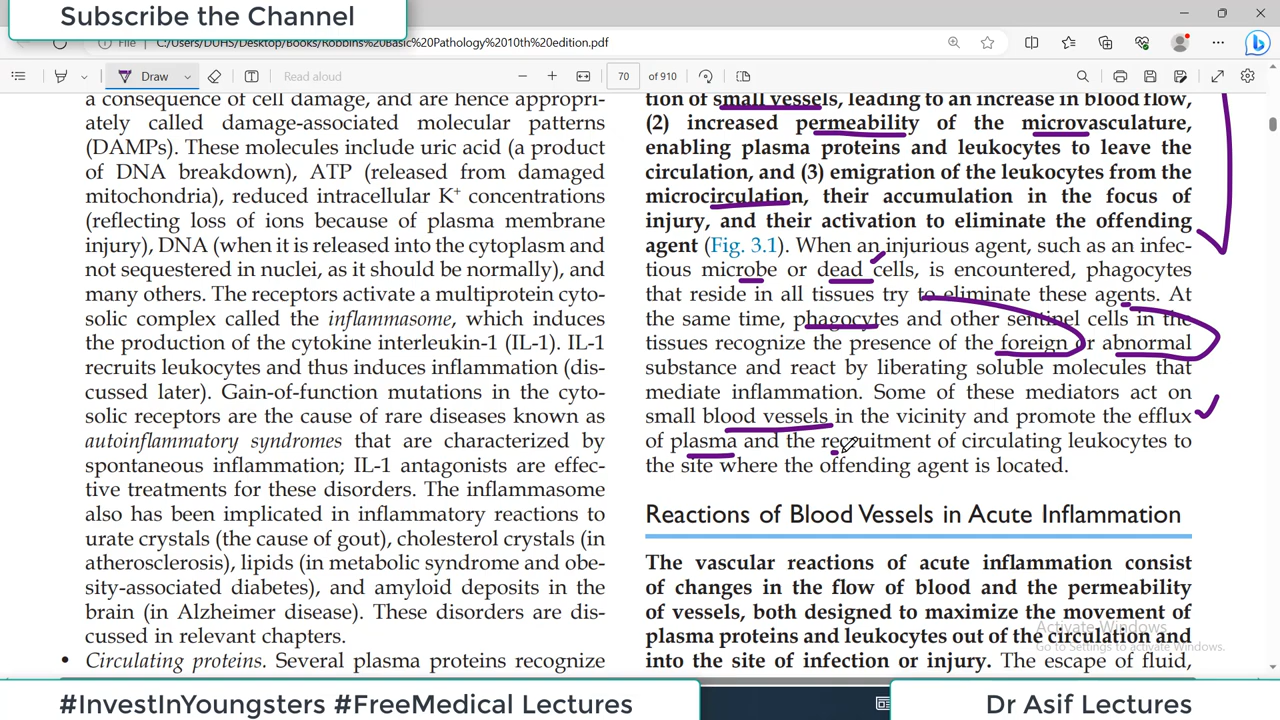 Subscribe the Channel
File
C:/Users/DUHS/Desktop/Books/Robbins%20Basic%20Pathology%2010th%20edition.pdf
Draw
Read aloud
70
of 910
a consequence of cell damage, and are hence appropri-
ately called damage-associated molecular patterns
(DAMPs). These molecules include uric acid (a product
of DNA breakdown), ATP (released from damaged
mitochondria), reduced intracellular K+ concentrations
(reflecting loss of ions because of plasma membrane
injury), DNA (when it is released into the cytoplasm and
not sequestered in nuclei, as it should be normally), and
many others. The receptors activate a multiprotein cyto-
solic complex called the inflammasome, which induces
the production of the cytokine interleukin-1 (IL-1). IL-1
recruits leukocytes and thus induces inflammation (dis-
cussed later). Gain-of-function mutations in the cyto-
solic receptors are the cause of rare diseases known as
autoinflammatory syndromes that are characterized by
spontaneous inflammation; IL-1 antagonists are effec-
tive treatments for these disorders. The inflammasome
also has been implicated in inflammatory reactions to
urate crystals (the cause of gout), cholesterol crystals (in
atherosclerosis), lipids (in metabolic syndrome and obe-
sity-associated diabetes), and amyloid deposits in the
brain (in Alzheimer disease). These disorders are dis-
cussed in relevant chapters.
• Circulating proteins. Several plasma proteins recognize
tion of small vessels, leading to an increase in blood flow,
(2) increased permeability of the microvasculature,
enabling plasma proteins and leukocytes to leave the
circulation, and (3) emigration of the leukocytes from the
microcirculation, their accumulation in the focus of
injury, and their activation to eliminate the offending
agent (Fig. 3.1). When an injurious agent, such as an infec-
tious microbe or dead cells, is encountered, phagocytes
that reside in all tissues try to eliminate these agents. At
the same time, phagocytes and other sentinel cells in the
tissues recognize the presence of the foreign or abnormal
substance and react by liberating soluble molecules that
mediate inflammation. Some of these mediators act on
small blood vessels in the vicinity and promote the efflux
of plasma and the recruitment of circulating leukocytes to
the site where the offending agent is located.
Reactions of Blood Vessels in Acute Inflammation
The vascular reactions of acute inflammation consist
of changes in the flow of blood and the permeability
of vessels, both designed to maximize the movement of
plasma proteins and leukocytes out of the circulation and
into the site of infection or injury. The escape of fluid,
Activate Windows
Go to Settings to activate Windows.
#InvestInYoungsters #FreeMedical Lectures
Dr Asif Lectures